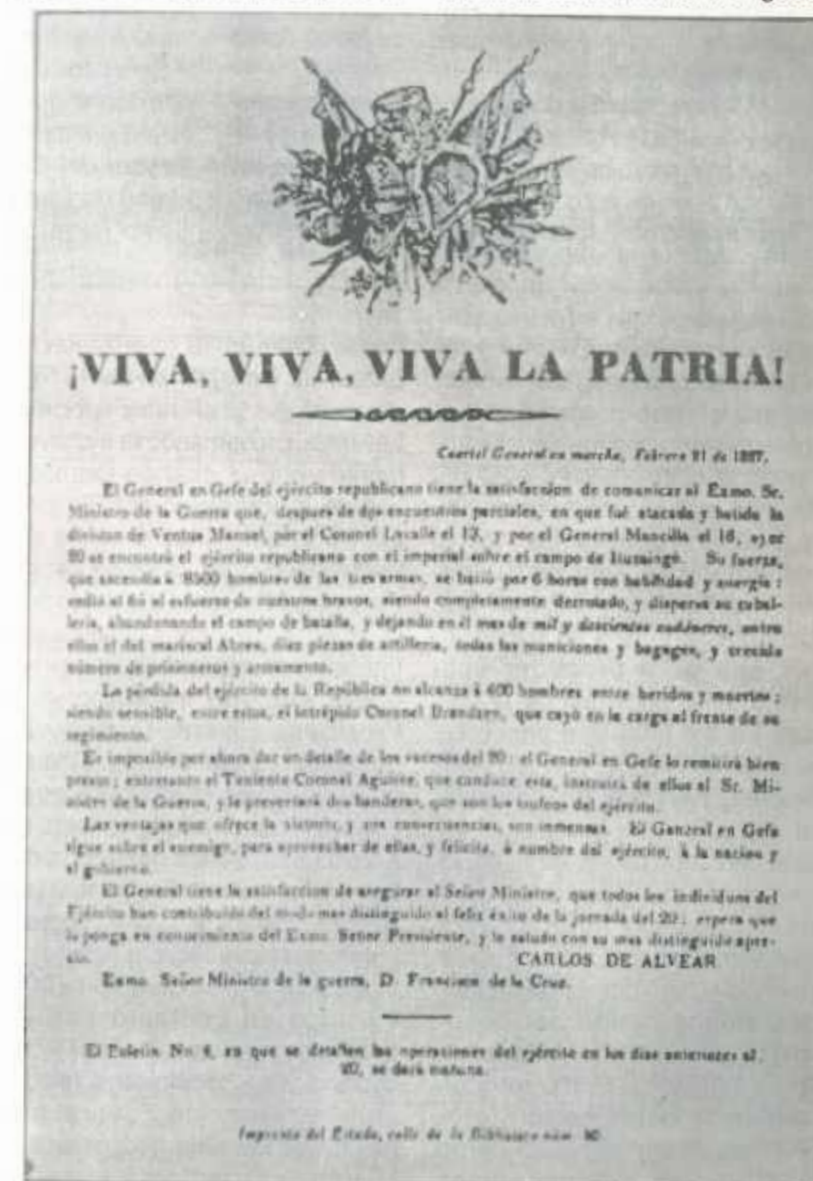 ¡VIVA, VIVA, VIVA LA PATRIA!
Cuartel General en marcha, Febrero 21 de 1827.
El General en Gefe del ejército republicano tiene la satisfaccion de comunicar al Exmo. Sr.
Ministro de la Guerra que, despues de dos encuentros parciales, en que fué atacada y batida la
division de Ventus Manuel, por el Coronel Lavalle el 13, y por el General Mancilla el 16, ayer
20 se encontró el ejército republicano con el imperial sobre el campo de Ituzaingó. Su fuerza,
que ascendia á 8500 hombres de las tres armas, se batió por 6 horas con habilidad y energia:
cedió al fin al esfuerzo de nuestros bravos, siendo completamente derrotado, y dispersa su caba-
lleria, abandonando el campo de batalla, y dejando en él mas de mil y doscientos cadáveres, entre
ellos el del mariscal Abreu, diez piezas de artilleria, todas las municiones y bagages, y crecido
número de prisioneros y armamento.
La pérdida del ejército de la República no alcanza á 400 hombres entre heridos y muertos;
siendo sensible, entre estos, el intrépido Coronel Brandzen, que cayó en la carga al frente de su
regimiento.
Es imposible por ahora dar un detalle de los sucesos del 20: el General en Gefe lo remitirá bien
presto; entretanto el Teniente Coronel Aguirre, que conduce esta, instruirá de ellos al Sr. Mi-
nistro de la Guerra, y le presentará dos banderas, que son los trofeos del ejército.
Las ventajas que ofrece la victoria, y sus consecuencias, son inmensas. El General en Gefe
sigue sobre el enemigo, para aprovechar de ellas, y felicita, á nombre del ejército, á la nacion y
al gobierno.
El General tiene la satisfaccion de asegurar al Señor Ministro, que todos los individuos del
Ejército han contribuido del modo mas distinguido al feliz éxito de la jornada del 20: espera que
lo ponga en conocimiento del Exmo. Señor Presidente, y le saluda con su mas distinguido apre-
cio. CARLOS DE ALVEAR
Exmo. Señor Ministro de la guerra, D. Francisco de la Cruz.
El Boletin No. 4, en que se detallen las operaciones del ejército en los dias anteriores al
20, se dará mañana.
Imprenta del Estado, calle de la Biblioteca núm.